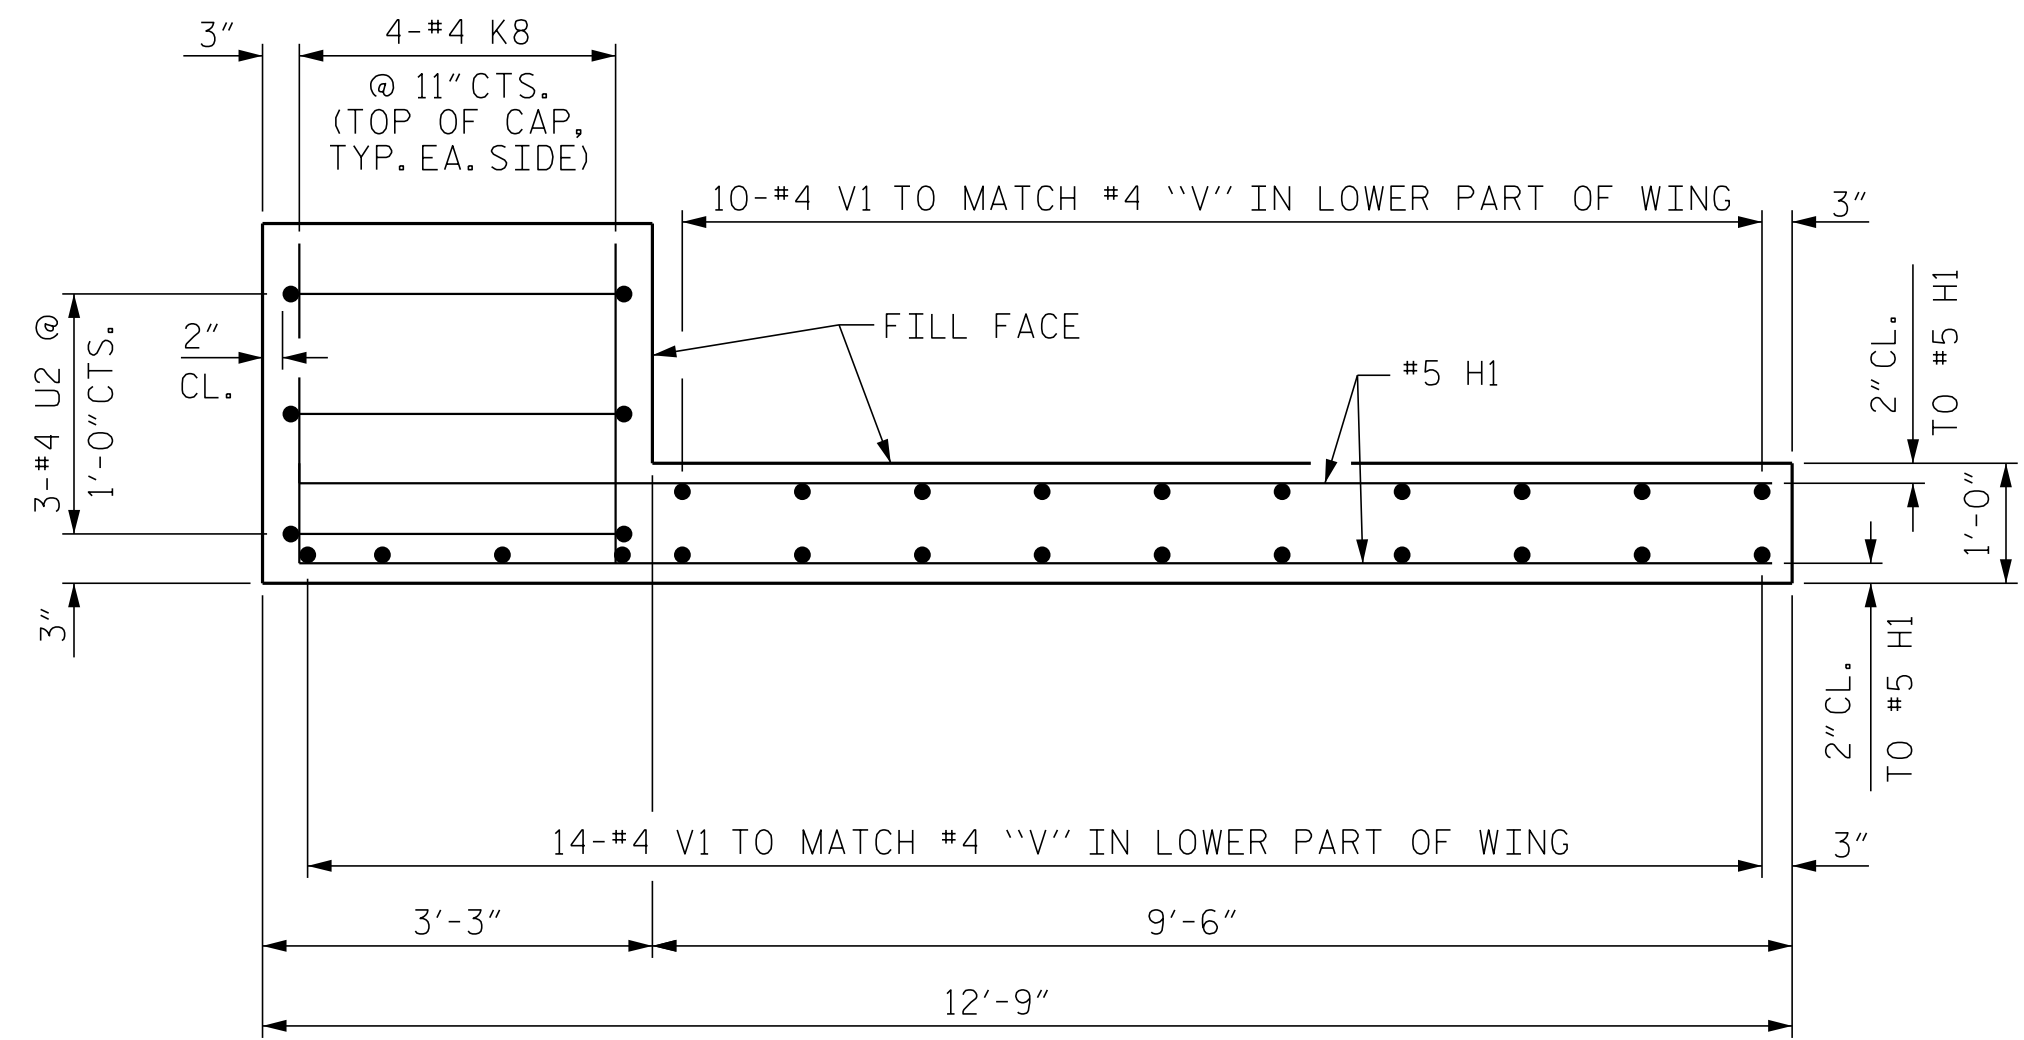 3"
4-#4 K8
@ 11"CTS.
(TOP OF CAP,
TYP. EA. SIDE)
10-#4 V1 TO MATCH #4 "V" IN LOWER PART OF WING
3"
3-#4 U2 @
1'-0"CTS.
2"
CL.
FILL FACE
#5 H1
2"CL.
TO #5 H1
1'-0"
3"
2"CL.
TO #5 H1
14-#4 V1 TO MATCH #4 "V" IN LOWER PART OF WING
3"
3'-3"
9'-6"
12'-9"